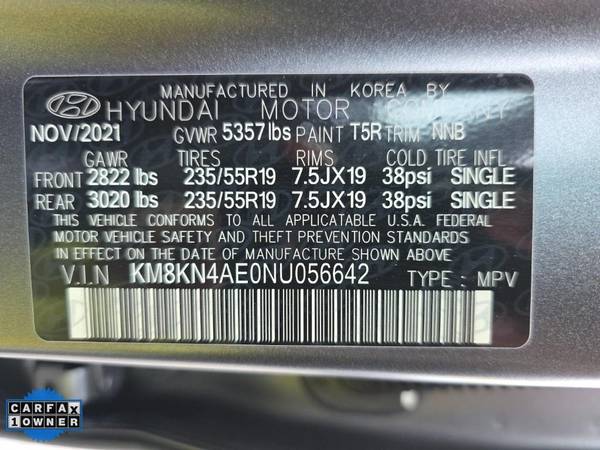 MANUFACTURED IN KOREA BY
HYUNDAI MOTOR COMPANY
NOV/2021 GVWR 5357lbs PAINT T5R TRIM NNB
GAWR TIRES RIMS COLD TIRE INFL
FRONT 2822 lbs 235/55R19 7.5JX19 38psi SINGLE
REAR 3020 lbs 235/55R19 7.5JX19 38psi SINGLE
THIS VEHICLE CONFORMS TO ALL APPLICATABLE U.S.A. FEDERAL
MOTOR VEHICLE SAFETY AND THEFT PREVENTION STANDARDS
IN EFFECT ON THE DATE OF MANUFACTURE SHOWN ABOVE
V.I.N KM8KN4AE0NU056642 TYPE : MPV
CARFAX
1 OWNER